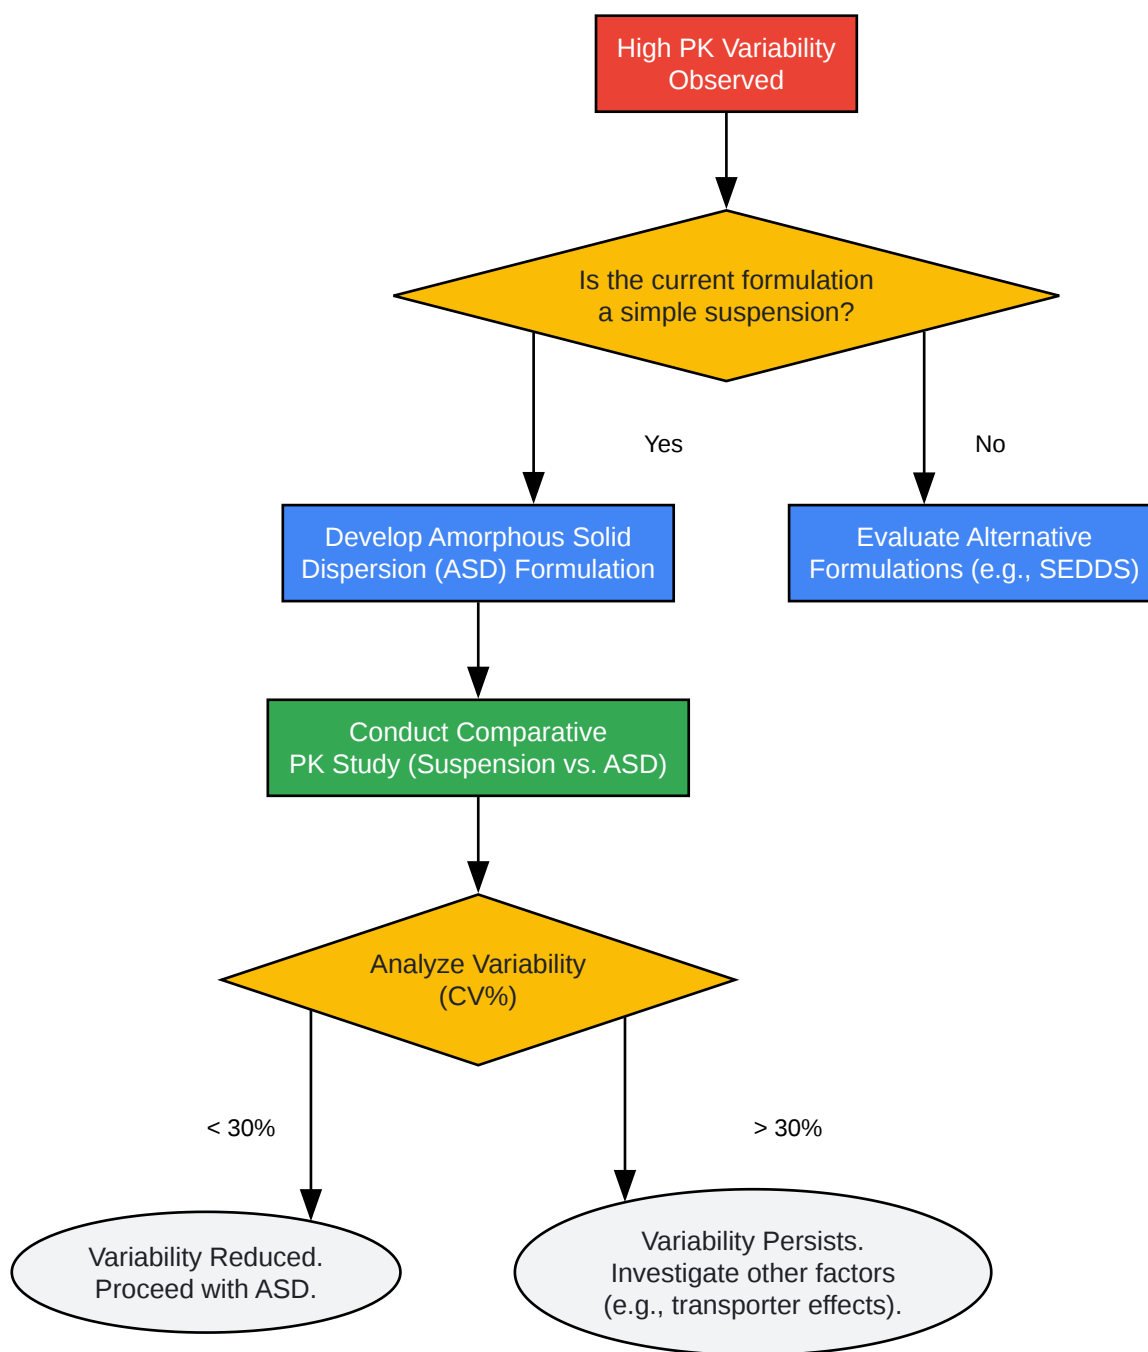 High PK Variability
Observed
Is the current formulation
a simple suspension?
Yes
No
Develop Amorphous Solid
Dispersion (ASD) Formulation
Evaluate Alternative
Formulations (e.g., SEDDS)
Conduct Comparative
PK Study (Suspension vs. ASD)
Analyze Variability
(CV%)
< 30%
> 30%
Variability Reduced.
Proceed with ASD.
Variability Persists.
Investigate other factors
(e.g., transporter effects).